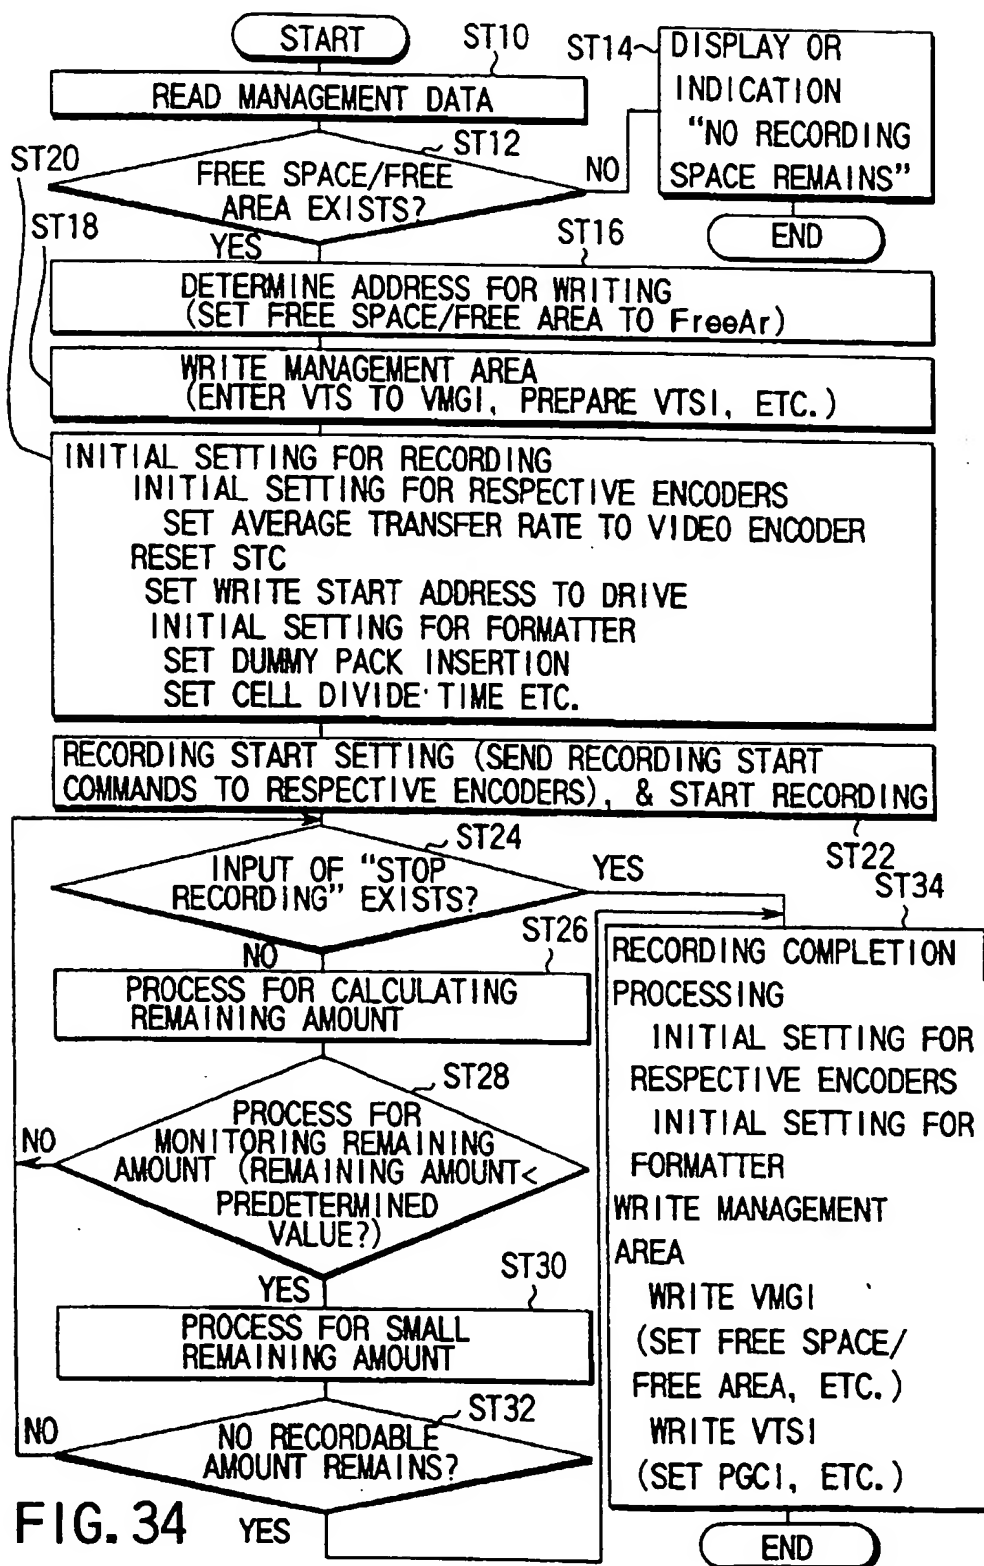 START
ST10
ST14
DISPLAY OR
INDICATION
“NO RECORDING
SPACE REMAINS”
END
READ MANAGEMENT DATA
ST12
ST20
FREE SPACE/FREE
AREA EXISTS?
NO
ST18
YES
ST16
DETERMINE ADDRESS FOR WRITING
(SET FREE SPACE/FREE AREA TO FreeAr)
WRITE MANAGEMENT AREA
(ENTER VTS TO VMGI, PREPARE VTSI, ETC.)
INITIAL SETTING FOR RECORDING
INITIAL SETTING FOR RESPECTIVE ENCODERS
SET AVERAGE TRANSFER RATE TO VIDEO ENCODER
RESET STC
SET WRITE START ADDRESS TO DRIVE
INITIAL SETTING FOR FORMATTER
SET DUMMY PACK INSERTION
SET CELL DIVIDE TIME ETC.
RECORDING START SETTING (SEND RECORDING START
COMMANDS TO RESPECTIVE ENCODERS), & START RECORDING
ST22
ST24
INPUT OF “STOP
RECORDING” EXISTS?
YES
NO
ST26
PROCESS FOR CALCULATING
REMAINING AMOUNT
ST28
PROCESS FOR
MONITORING REMAINING
AMOUNT (REMAINING AMOUNT<
PREDETERMINED
VALUE?)
NO
YES
ST30
PROCESS FOR SMALL
REMAINING AMOUNT
ST32
NO RECORDABLE
AMOUNT REMAINS?
NO
YES
ST34
RECORDING COMPLETION
PROCESSING
INITIAL SETTING FOR
RESPECTIVE ENCODERS
INITIAL SETTING FOR
FORMATTER
WRITE MANAGEMENT
AREA
WRITE VMGI
(SET FREE SPACE/
FREE AREA, ETC.)
WRITE VTSI
(SET PGCI, ETC.)
END
FIG. 34